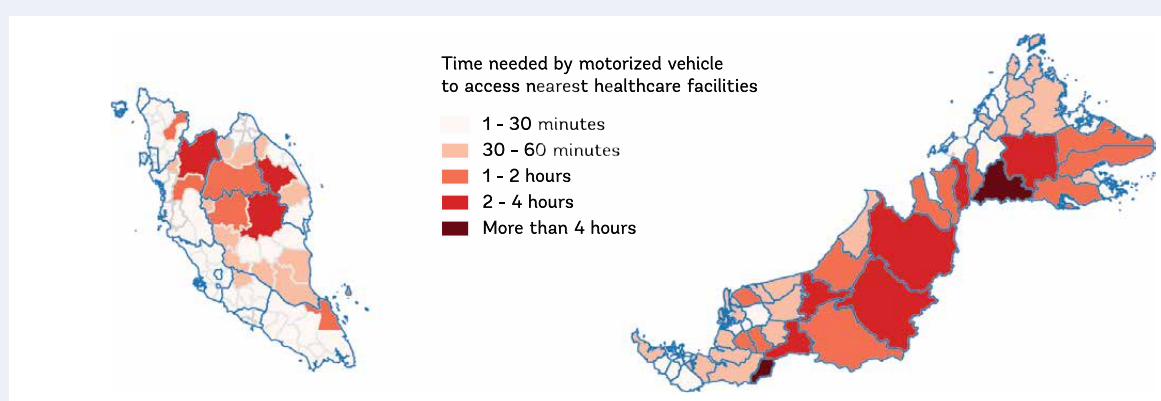 Time needed by motorized vehicle
to access nearest healthcare facilities
1 - 30 minutes
30 - 60 minutes
1 - 2 hours
2 - 4 hours
More than 4 hours